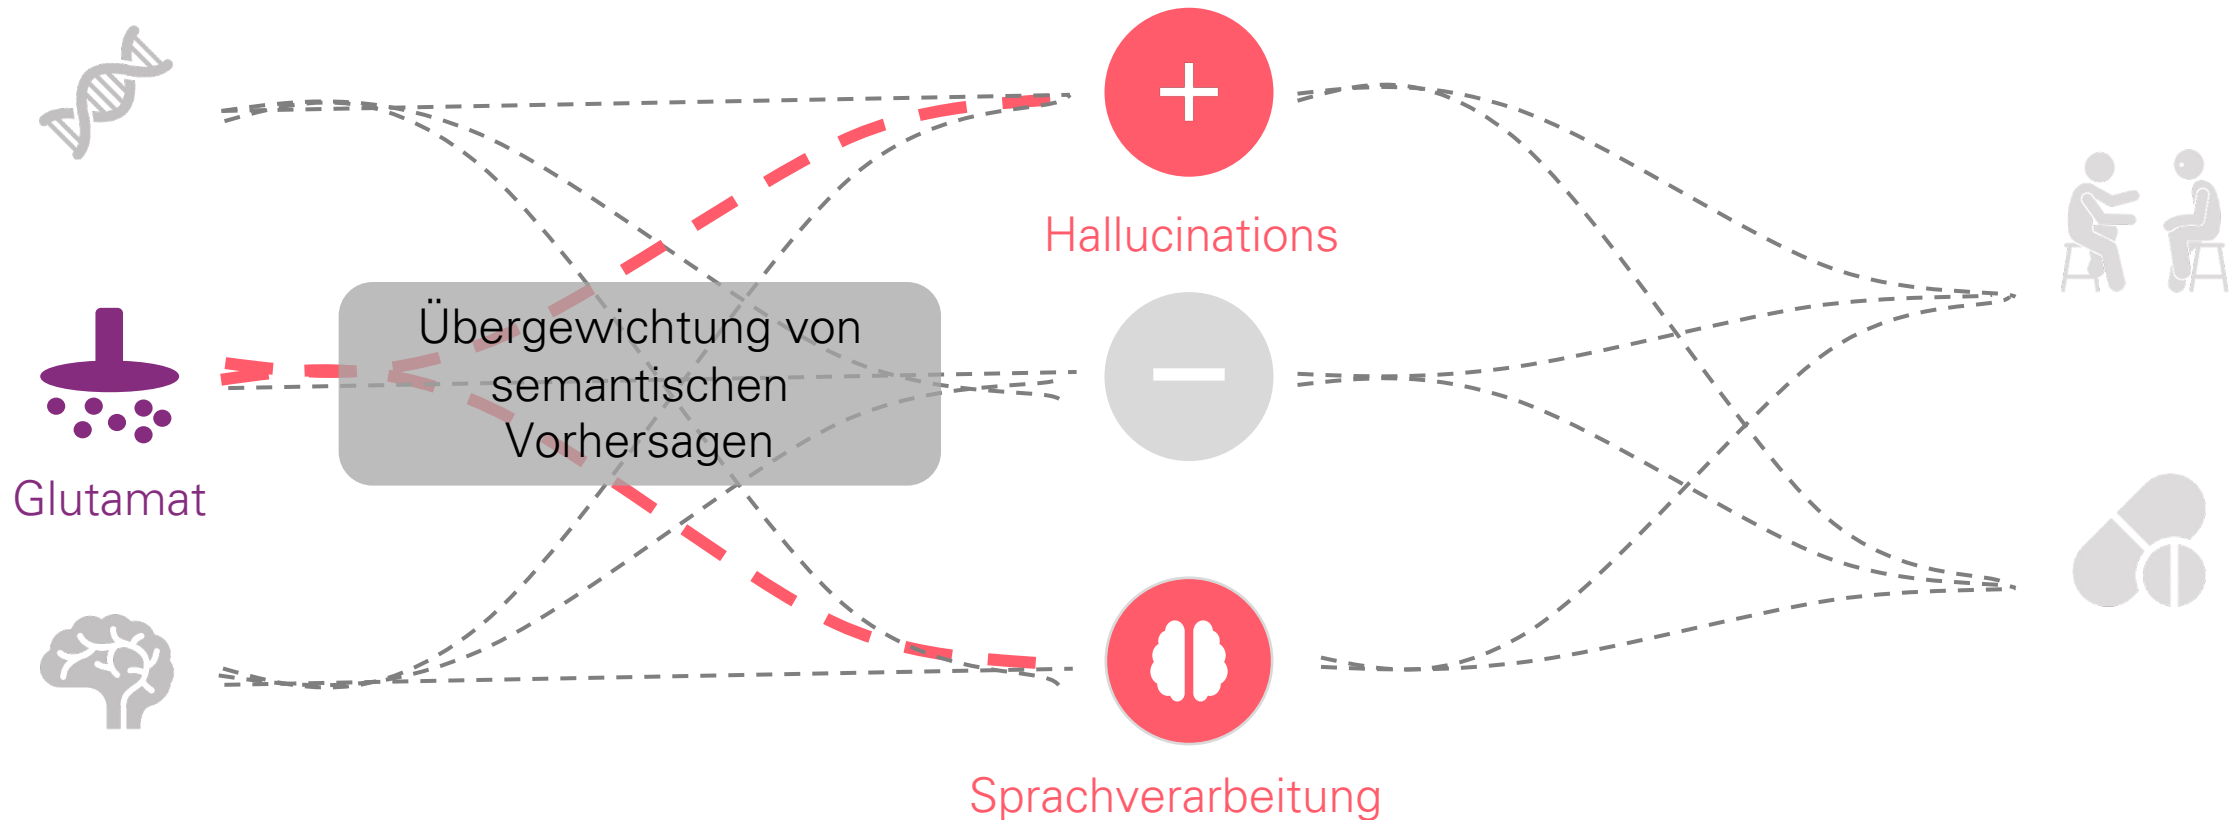 Hallucinations
Übergewichtung von
semantischen
Vorhersagen
Glutamat
Sprachverarbeitung